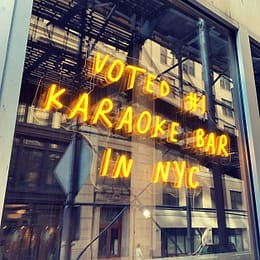 VOTED #1
KARAOKE BAR
IN NYC